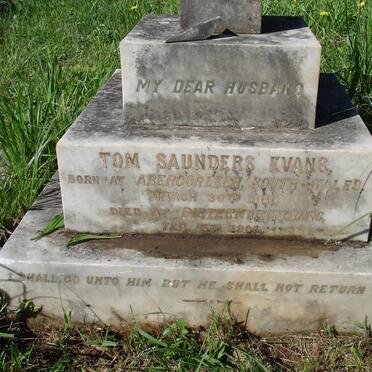 MY DEAR HUSBAND
TOM SAUNDERS EVANS
BORN AT SOUTH WALES
MARCH 30TH
DIED AT
FEB
SHALL GO UNTO HIM BUT HE SHALL NOT RETURN